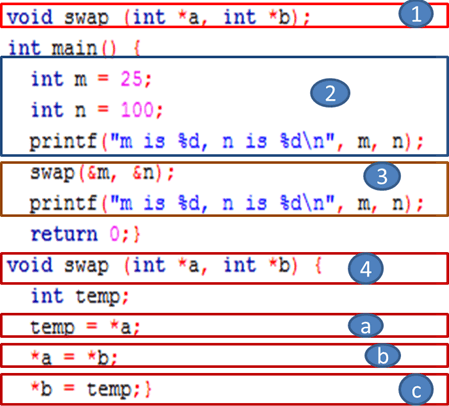 void swap (int *a, int *b); 1
int main() {
int m = 25;
int n = 100; 2
printf("m is %d, n is %d\n", m, n);
swap(&m, &n); 3
printf("m is %d, n is %d\n", m, n);
return 0;}
void swap (int *a, int *b) { 4
int temp;
temp = *a; a
*a = *b; b
*b = temp;} c